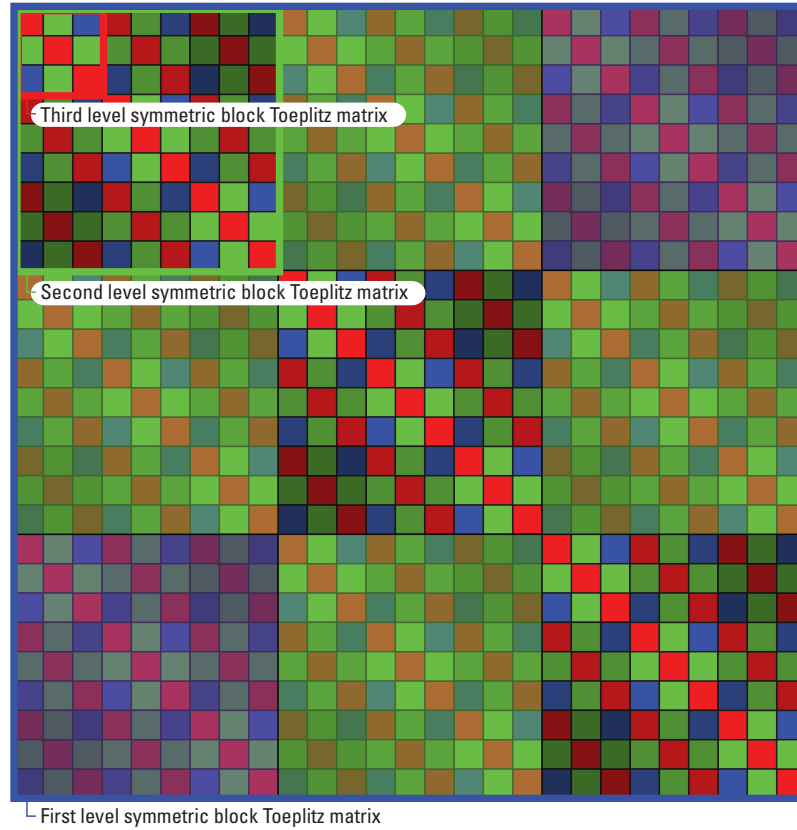 Third level symmetric block Toeplitz matrix
Second level symmetric block Toeplitz matrix
First level symmetric block Toeplitz matrix